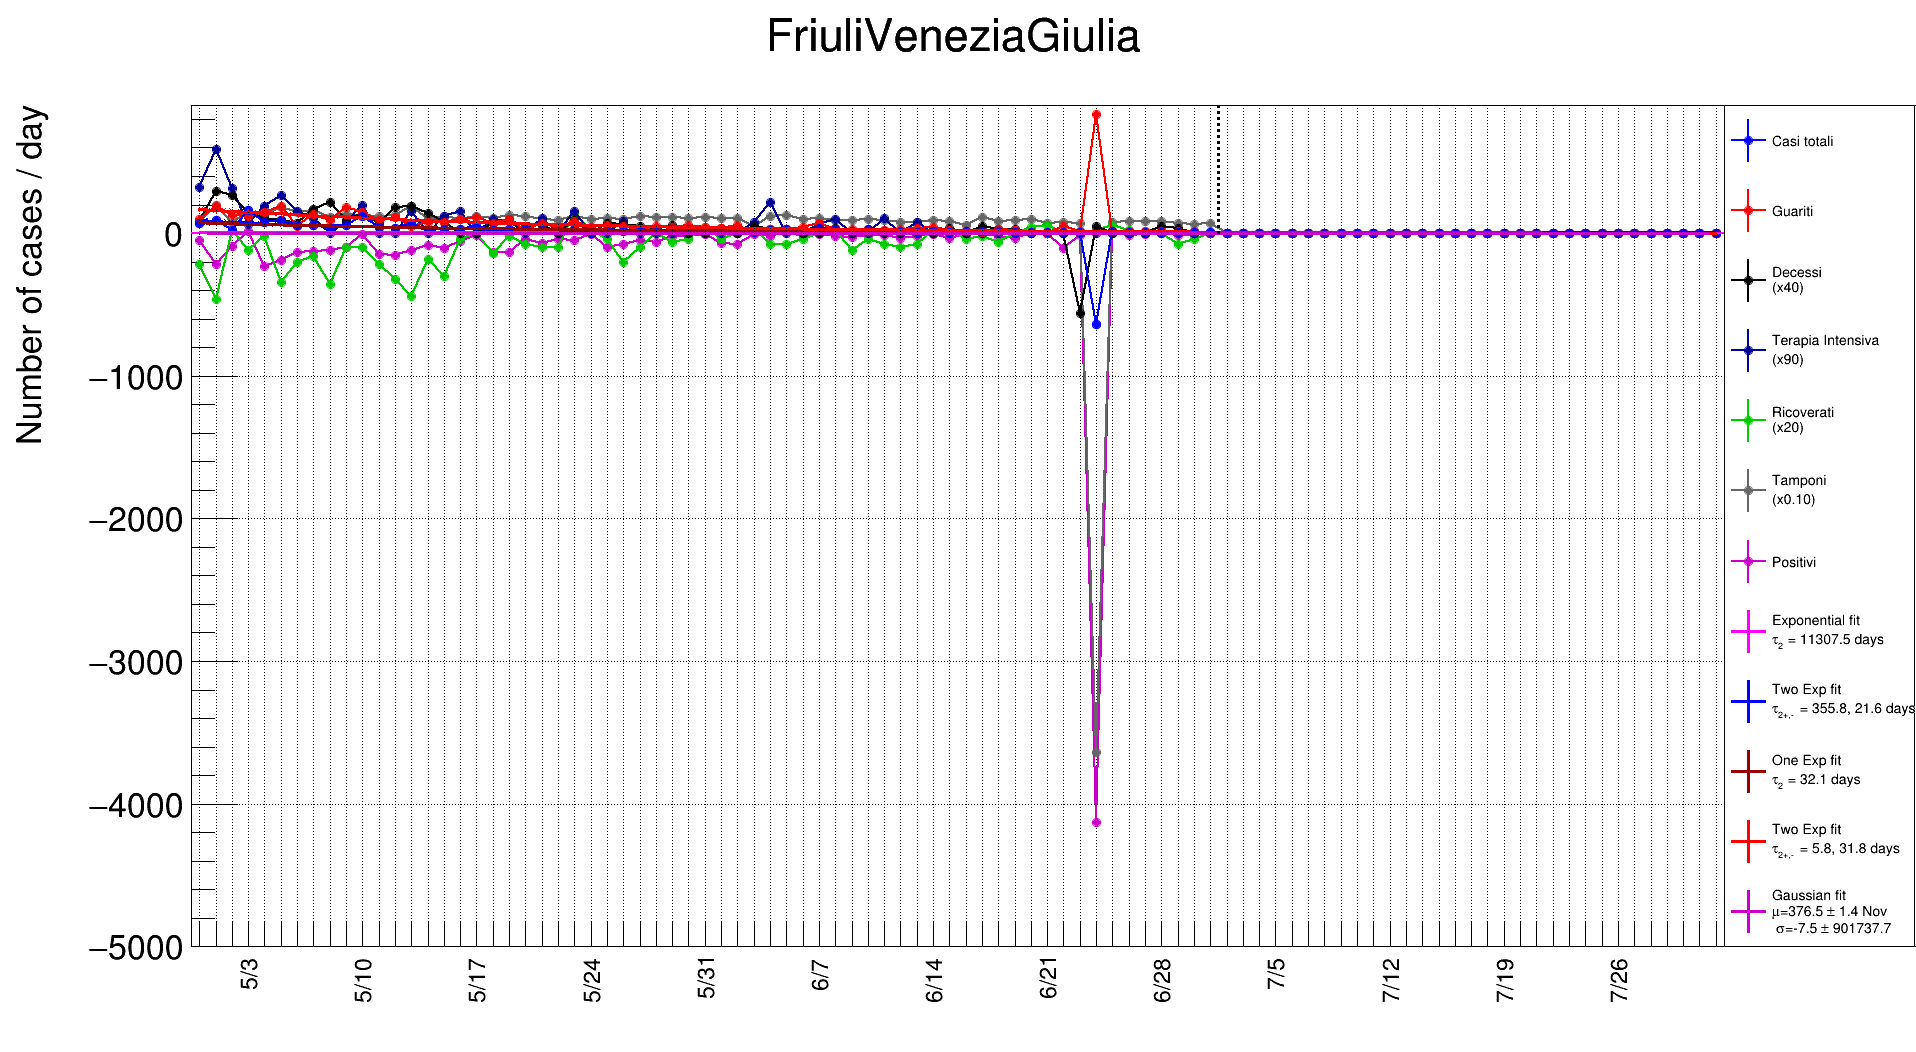 FriuliVeneziaGiulia
Number of cases / day
0
−1000
−2000
−3000
−4000
−5000
5/3
5/10
5/17
5/24
5/31
6/7
6/14
6/21
6/28
7/5
7/12
7/19
7/26
Casi totali
Guariti
Decessi
(x40)
Terapia Intensiva
(x90)
Ricoverati
(x20)
Tamponi
(x0.10)
Positivi
Exponential fit
τ2 = 11307.5 days
Two Exp fit
τ2+,- = 355.8, 21.6 days
One Exp fit
τ2 = 32.1 days
Two Exp fit
τ2+,- = 5.8, 31.8 days
Gaussian fit
μ=376.5 ± 1.4 Nov
σ=-7.5 ± 901737.7